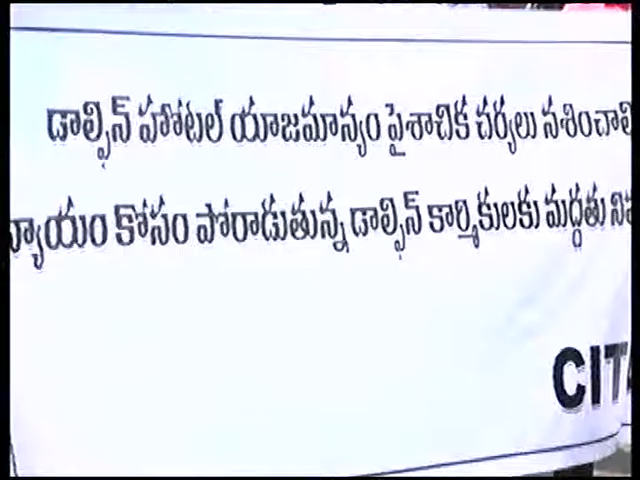 డాల్ఫిన్ హోటల్ యాజమాన్యం పైశాచిక చర్యలు నశించాలి
న్యాయం కోసం పోరాడుతున్న డాల్ఫిన్ కార్మికులకు మద్దతు
CIT